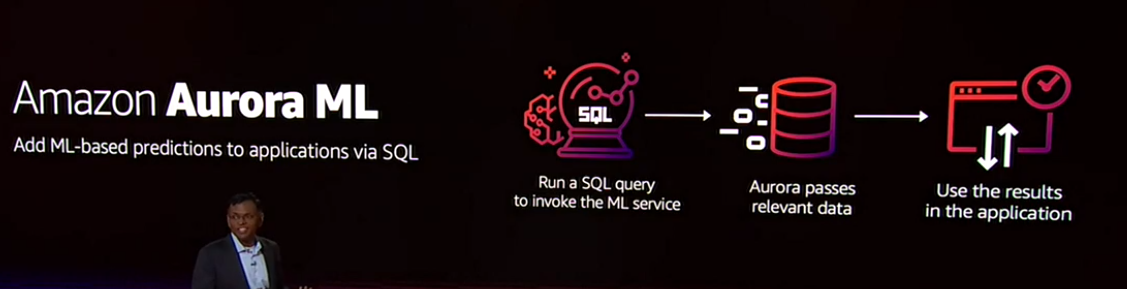 Amazon Aurora ML
Add ML-based predictions to applications via SQL
SQL
Run a SQL query
to invoke the ML service
Aurora passes
relevant data
Use the results
in the application